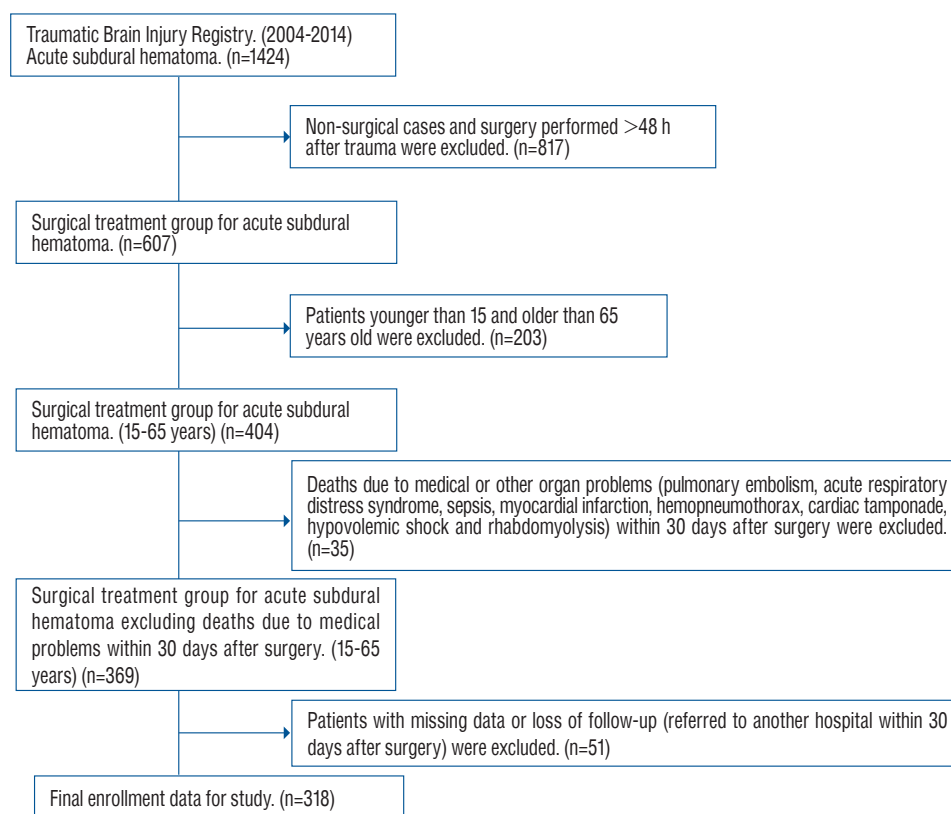 Traumatic Brain Injury Registry. (2004-2014)
Acute subdural hematoma. (n=1424)
Non-surgical cases and surgery performed >48 h
after trauma were excluded. (n=817)
Surgical treatment group for acute subdural
hematoma. (n=607)
Patients younger than 15 and older than 65
years old were excluded. (n=203)
Surgical treatment group for acute subdural
hematoma. (15-65 years) (n=404)
Deaths due to medical or other organ problems (pulmonary embolism, acute respiratory
distress syndrome, sepsis, myocardial infarction, hemopneumothorax, cardiac tamponade,
hypovolemic shock and rhabdomyolysis) within 30 days after surgery were excluded.
(n=35)
Surgical treatment group for acute subdural
hematoma excluding deaths due to medical
problems within 30 days after surgery. (15-65
years) (n=369)
Patients with missing data or loss of follow-up (referred to another hospital within 30
days after surgery) were excluded. (n=51)
Final enrollment data for study. (n=318)